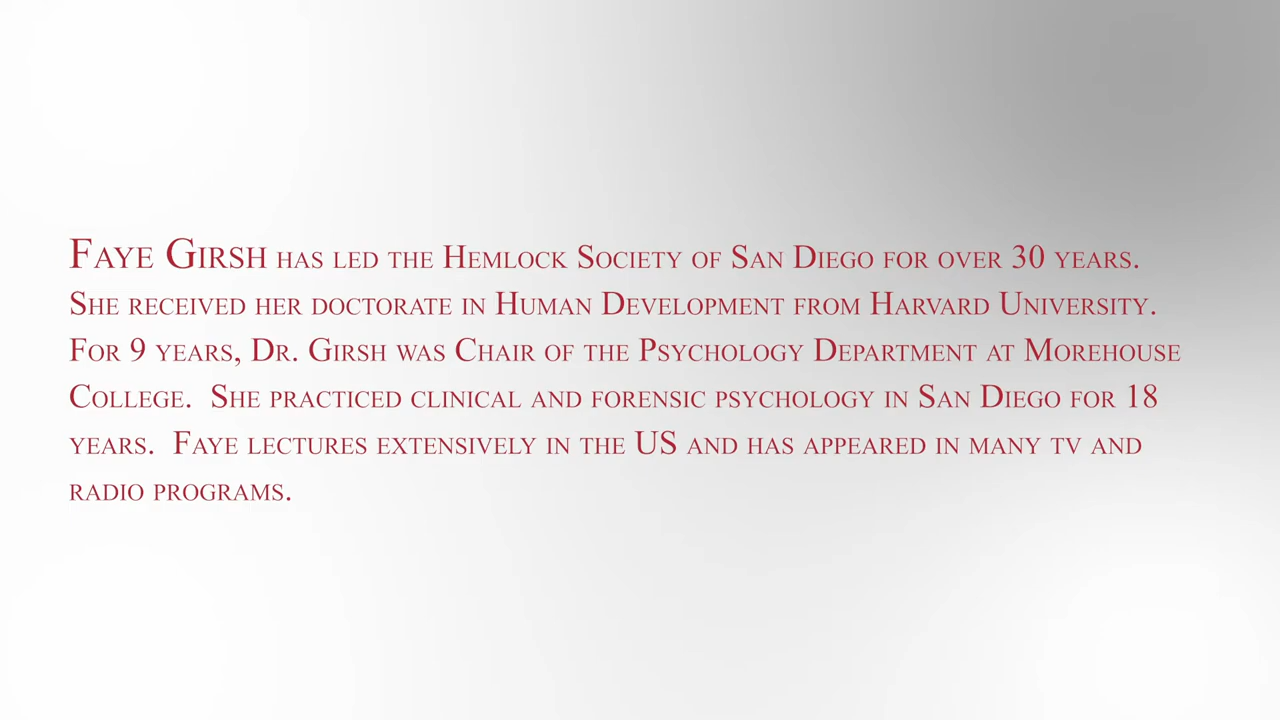 Faye Girsh has led the Hemlock Society of San Diego for over 30 years.
She received her doctorate in Human Development from Harvard University.
For 9 years, Dr. Girsh was Chair of the Psychology Department at Morehouse
College.  She practiced clinical and forensic psychology in San Diego for 18
years.  Faye lectures extensively in the US and has appeared in many tv and
radio programs.